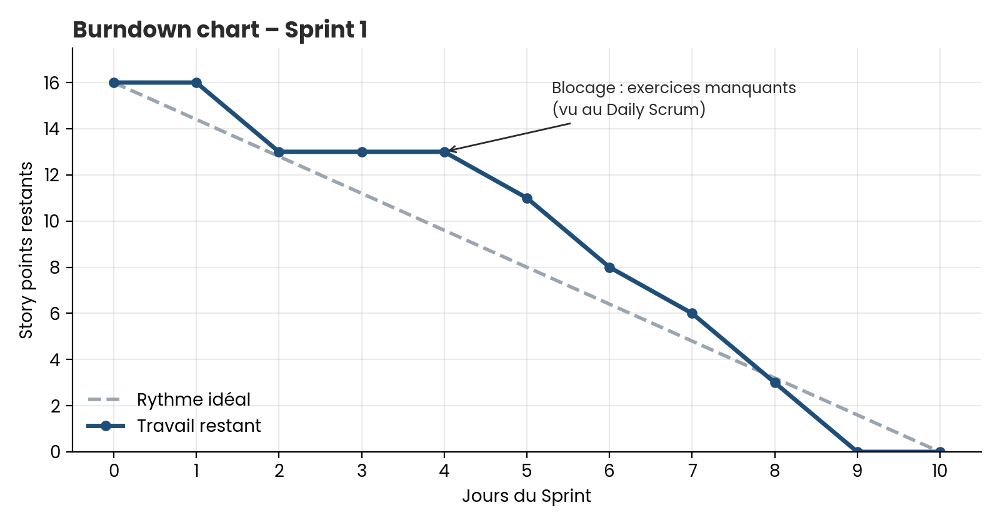 Burndown chart – Sprint 1
Blocage : exercices manquants
(vu au Daily Scrum)
Story points restants
16
14
12
10
8
6
4
2
0
Rythme idéal
Travail restant
0 1 2 3 4 5 6 7 8 9 10
Jours du Sprint